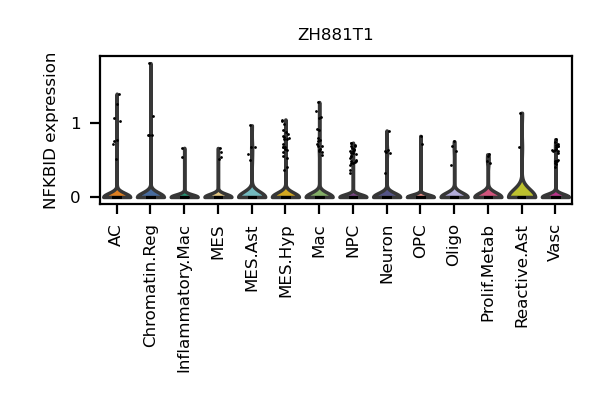 ZH881T1
NFKBID expression
1
0
AC
Chromatin.Reg
Inflammatory.Mac
MES
MES.Ast
MES.Hyp
Mac
NPC
Neuron
OPC
Oligo
Prolif.Metab
Reactive.Ast
Vasc